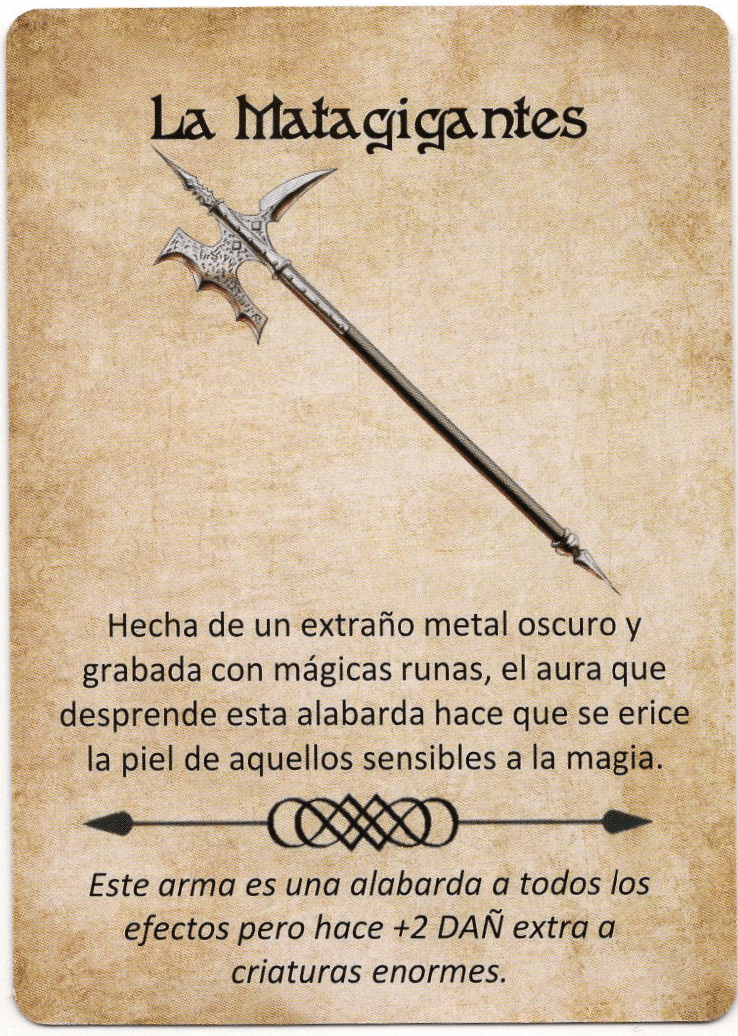 La Matagigantes
Hecha de un extraño metal oscuro y
grabada con mágicas runas, el aura que
desprende esta alabarda hace que se erice
la piel de aquellos sensibles a la magia.
Este arma es una alabarda a todos los
efectos pero hace +2 DAÑ extra a
criaturas enormes.